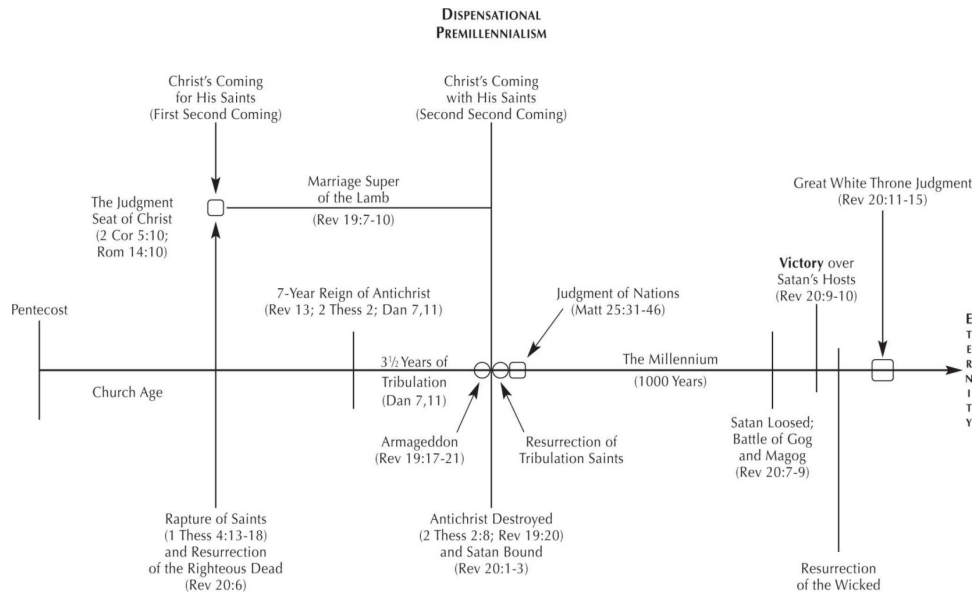 DISPENSATIONAL
PREMILLENNIALISM
Christ's Coming
for His Saints
(First Second Coming)
Christ's Coming
with His Saints
(Second Second Coming)
The Judgment
Seat of Christ
(2 Cor 5:10;
Rom 14:10)
Marriage Super
of the Lamb
(Rev 19:7-10)
Great White Throne Judgment
(Rev 20:11-15)
Victory over
Satan's Hosts
(Rev 20:9-10)
Pentecost
7-Year Reign of Antichrist
(Rev 13; 2 Thess 2; Dan 7,11)
Judgment of Nations
(Matt 25:31-46)
Church Age
3½ Years of
Tribulation
(Dan 7,11)
The Millennium
(1000 Years)
ETERNITY
Armageddon
(Rev 19:17-21)
Resurrection of
Tribulation Saints
Satan Loosed;
Battle of Gog
and Magog
(Rev 20:7-9)
Rapture of Saints
(1 Thess 4:13-18)
and Resurrection
of the Righteous Dead
(Rev 20:6)
Antichrist Destroyed
(2 Thess 2:8; Rev 19:20)
and Satan Bound
(Rev 20:1-3)
Resurrection
of the Wicked